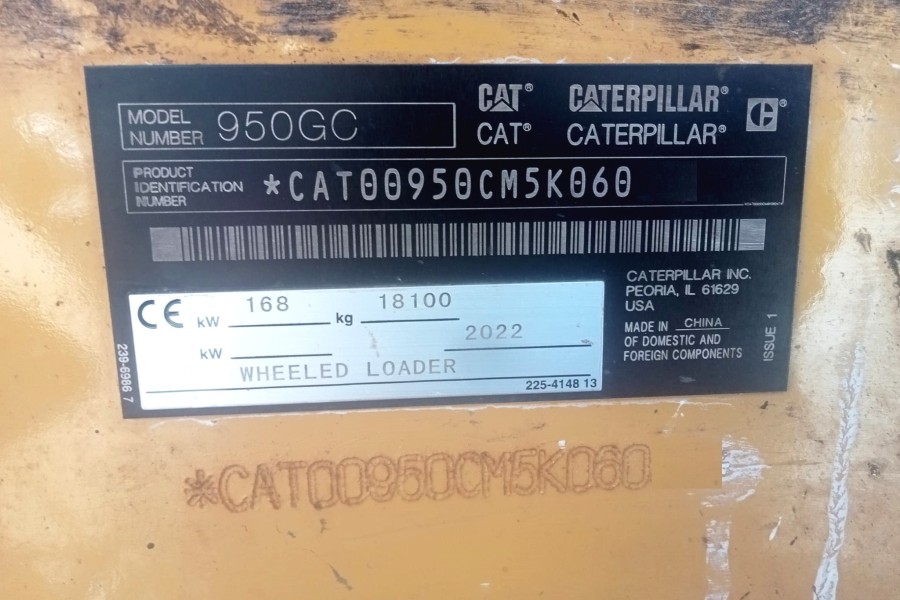 MODEL NUMBER 950GC
CAT® CATERPILLAR®
CAT® CATERPILLAR®
C®
PRODUCT IDENTIFICATION NUMBER *CAT00950CM5K060
CE kW 168 kg 18100
kW 2022
WHEELED LOADER
225-4148 13
239-6986 7
CATERPILLAR INC.
PEORIA, IL 61629
USA
MADE IN CHINA
OF DOMESTIC AND
FOREIGN COMPONENTS
ISSUE 1
*CAT00950CM5K060